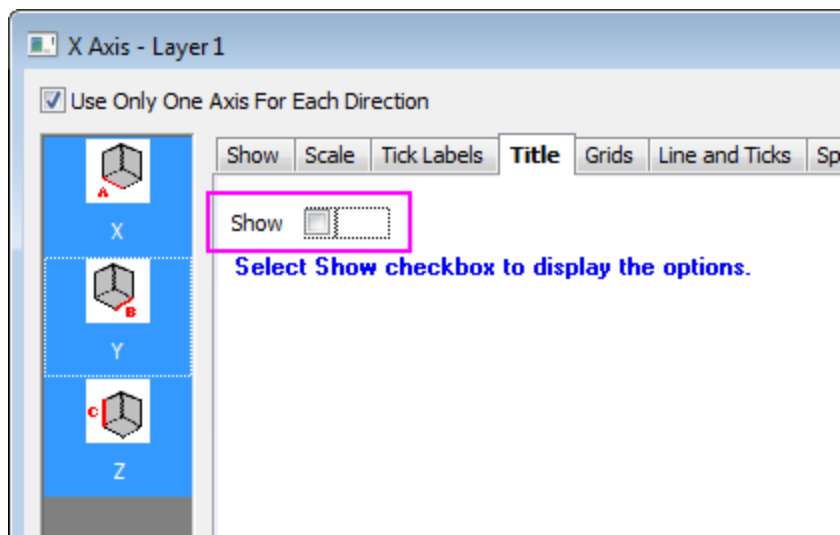 X Axis - Layer 1
Use Only One Axis For Each Direction
Show Scale Tick Labels Title Grids Line and Ticks Sp
A
X
Show
Select Show checkbox to display the options.
B
Y
C
Z